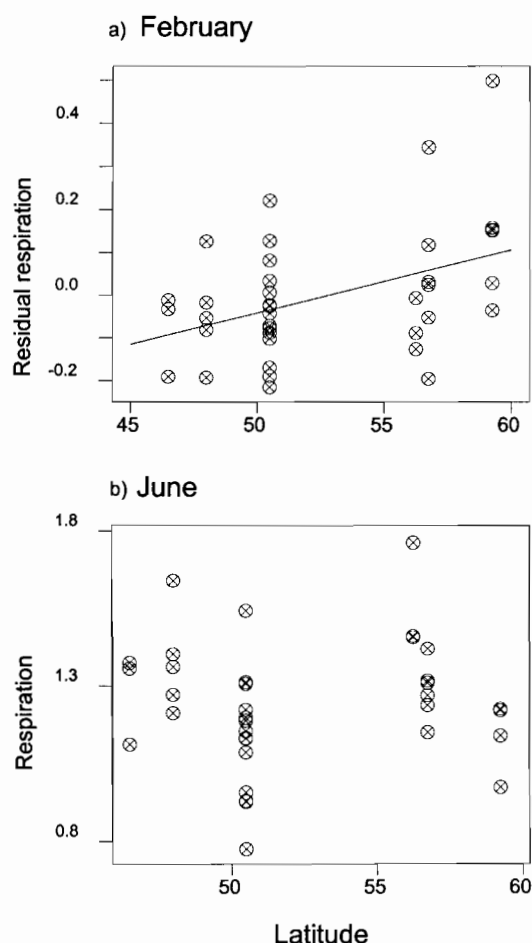 a) February
Residual respiration
0.4
0.2
0.0
-0.2
45 50 55 60
b) June
Respiration
1.8
1.3
0.8
50 55 60
Latitude